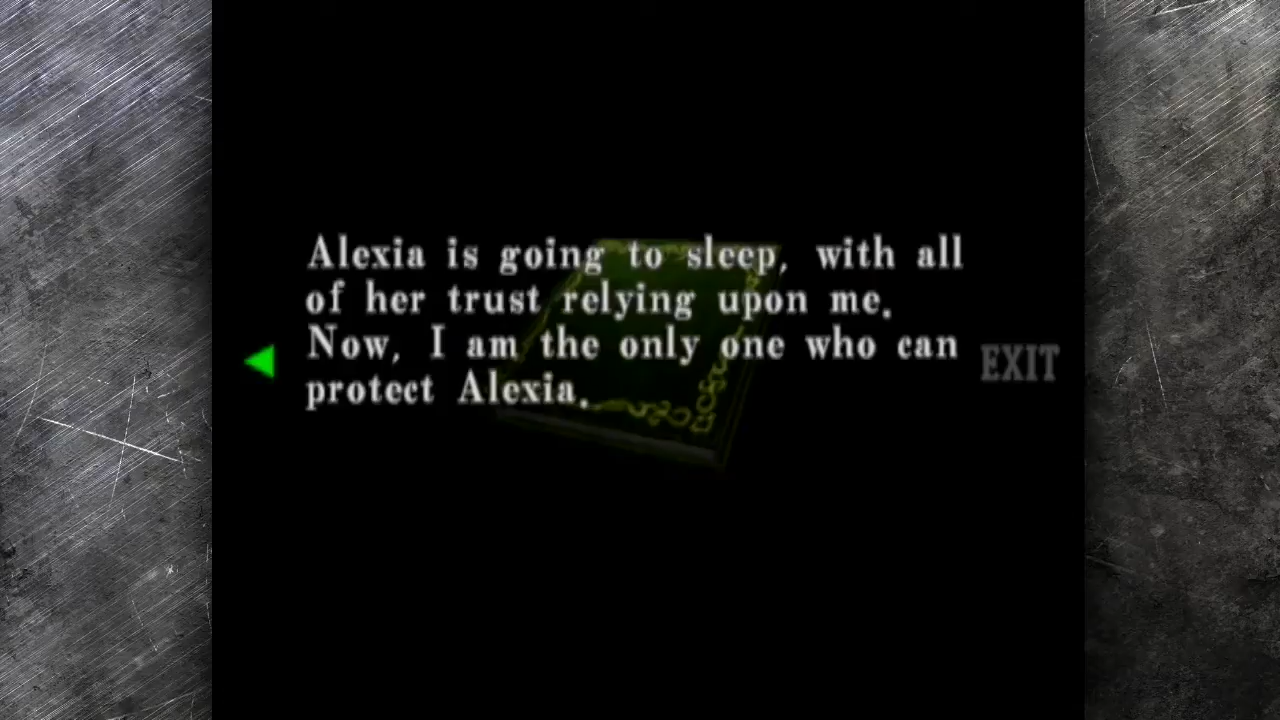 Alexia is going to sleep, with all
of her trust relying upon me.
Now, I am the only one who can
protect Alexia.
EXIT